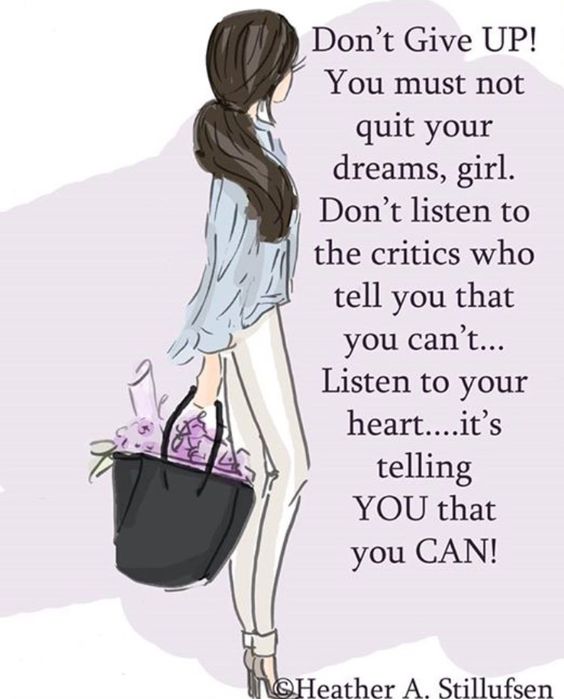 Don't Give UP!
You must not
quit your
dreams, girl.
Don't listen to
the critics who
tell you that
you can't...
Listen to your
heart....it's
telling
YOU that
you CAN!
©Heather A. Stillufsen